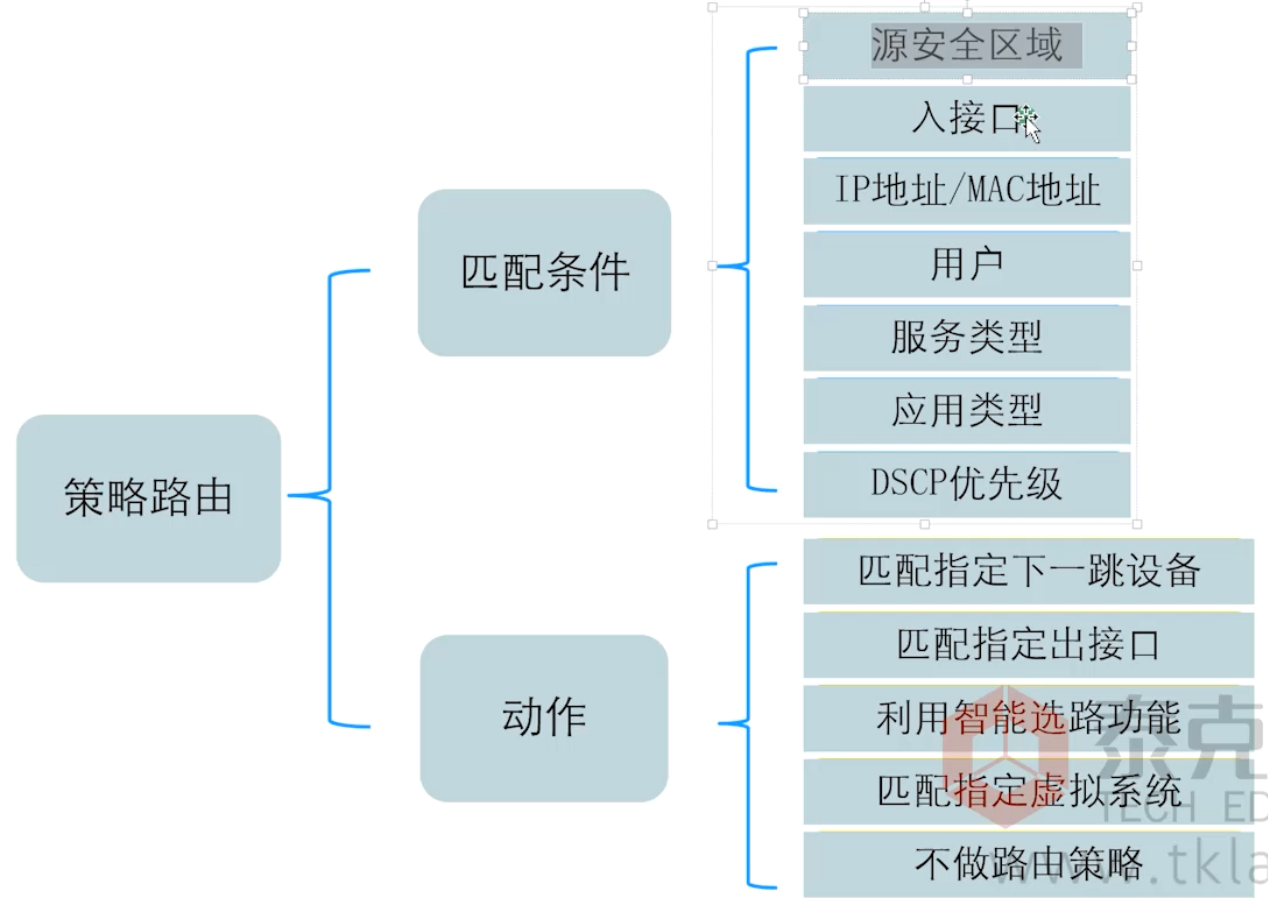 源安全区域
入接口
IP地址/MAC地址
用户
服务类型
应用类型
DSCP优先级
匹配条件
策略路由
动作
匹配指定下一跳设备
匹配指定出接口
利用智能选路功能
匹配指定虚拟系统
不做路由策略
泰克
TECH ED
www.tkla